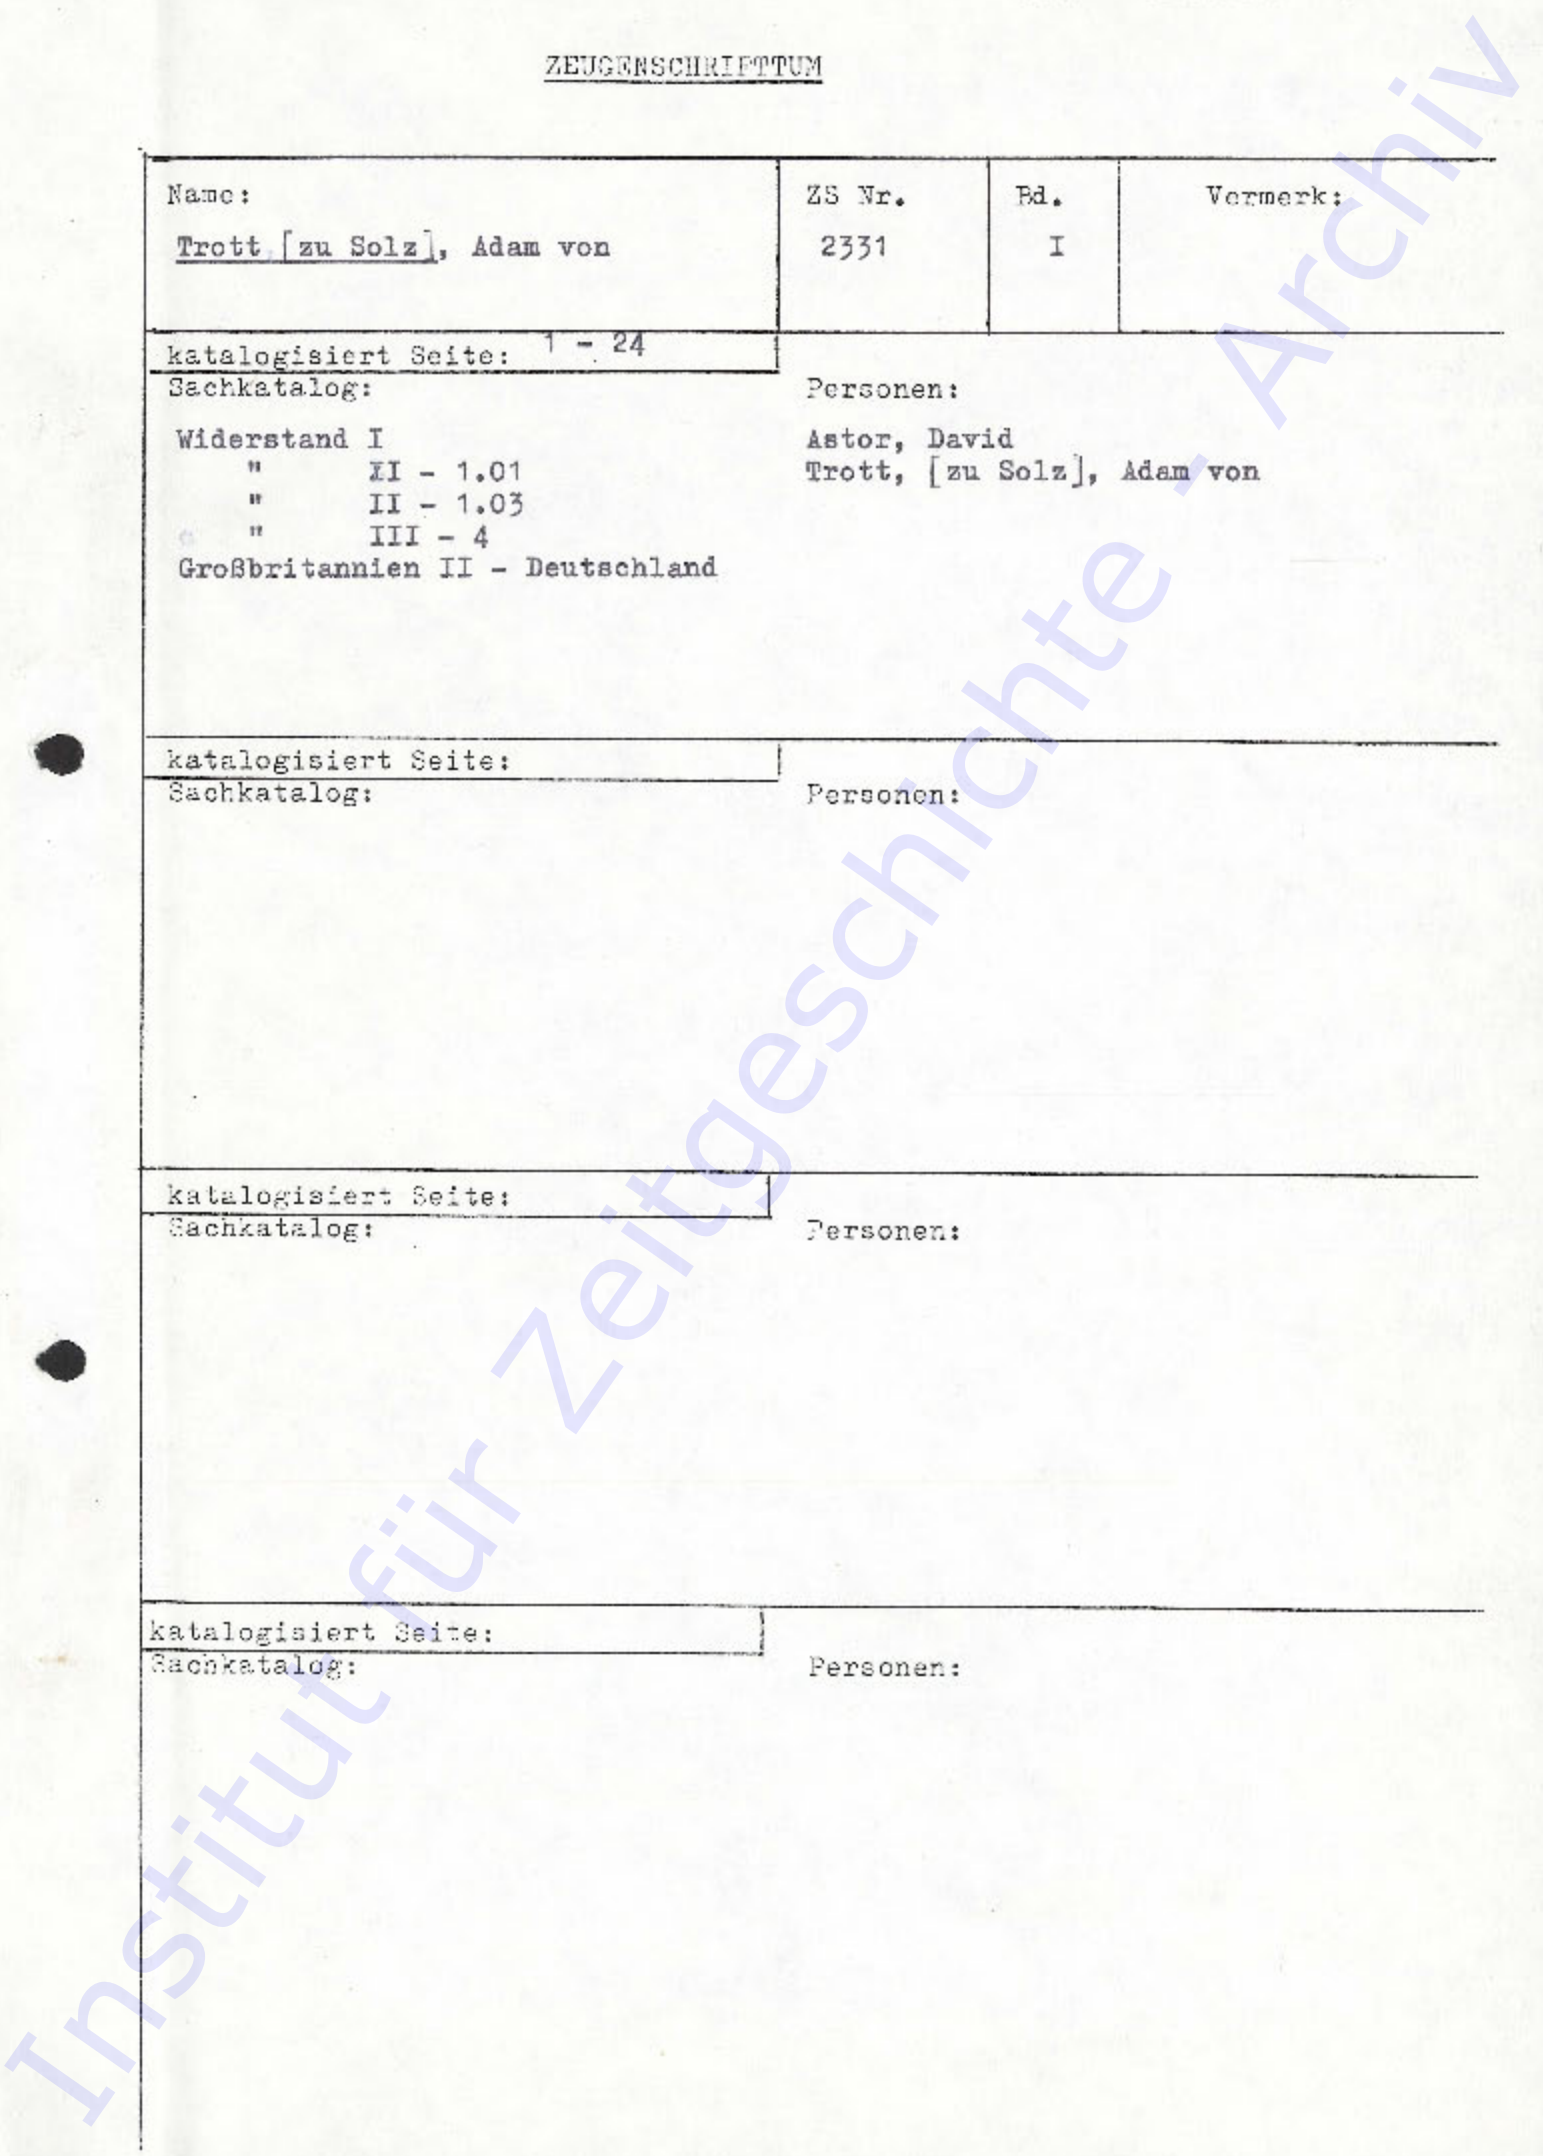 ZEUGENSCHRIFTTUM
Name:
ZS Nr.
Bd.
Vermerk:
Trott [zu Solz], Adam von
2331
I
katalogisiert Seite: 1 - 24
Sachkatalog:
Personen:
Widerstand I
" II - 1.01
" II - 1.03
" III - 4
Großbritannien II - Deutschland
Astor, David
Trott, [zu Solz], Adam von
katalogisiert Seite:
Sachkatalog:
Personen:
katalogisiert Seite:
Sachkatalog:
Personen:
katalogisiert Seite:
Sachkatalog:
Personen:
Institut für Zeitgeschichte - Archiv